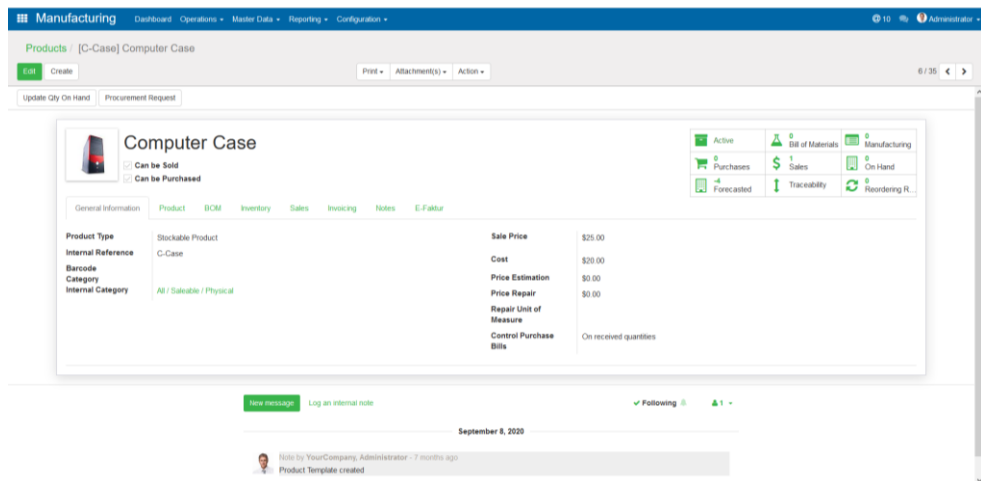 Manufacturing Dashboard Operations Master Data Reporting Configuration @ 10 Administrator
Products / [C-Case] Computer Case
Edit Create Print Attachment(s) Action 6 / 35
Update Qty On Hand Procurement Request
Computer Case
Can be Sold
Can be Purchased
Active
0 Bill of Materials
0 Manufacturing
0 Purchases
1 Sales
0 On Hand
-4 Forecasted
Traceability
0 Reordering R...
General Information Product BOM Inventory Sales Invoicing Notes E-Faktur
Product Type Stockable Product
Internal Reference C-Case
Barcode
Category
Internal Category All / Saleable / Physical
Sale Price $25.00
Cost $20.00
Price Estimation $0.00
Price Repair $0.00
Repair Unit of
Measure
Control Purchase
Bills On received quantities
New message Log an internal note Following 1
September 8, 2020
Note by YourCompany, Administrator - 7 months ago
Product Template created